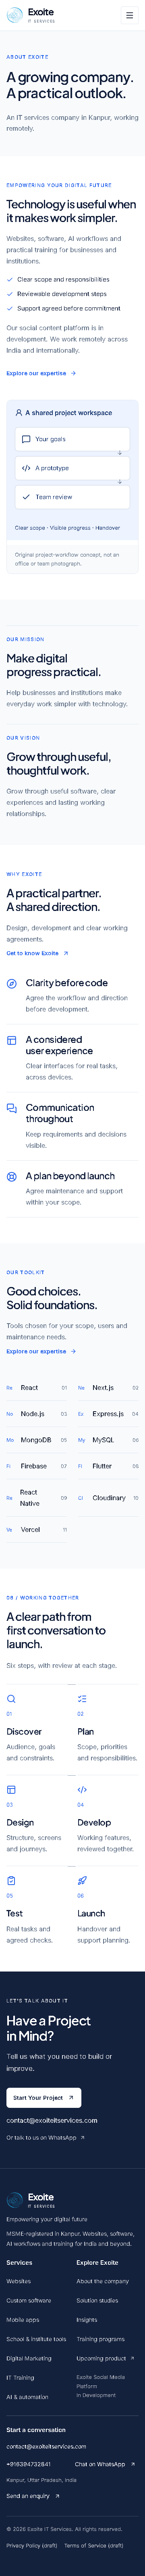 Exoite
IT SERVICES
ABOUT EXOITE
A growing company.
A practical outlook.
An IT services company in Kanpur, working
remotely.
EMPOWERING YOUR DIGITAL FUTURE
Technology is useful when
it makes work simpler.
Websites, software, AI workflows and
practical training for businesses and
institutions.
Clear scope and responsibilities
Reviewable development steps
Support agreed before commitment
Our social content platform is in
development. We work remotely across
India and internationally.
Explore our expertise
A shared project workspace
Your goals
A prototype
Team review
Clear scope · Visible progress · Handover
Original project-workflow concept, not an
office or team photograph.
OUR MISSION
Make digital
progress practical.
Help businesses and institutions make
everyday work simpler with technology.
OUR VISION
Grow through useful,
thoughtful work.
Grow through useful software, clear
experiences and lasting working
relationships.
WHY EXOITE
A practical partner.
A shared direction.
Design, development and clear working
agreements.
Get to know Exoite
Clarity before code
Agree the workflow and direction
before development.
A considered
user experience
Clear interfaces for real tasks,
across devices.
Communication
throughout
Keep requirements and decisions
visible.
A plan beyond launch
Agree maintenance and support
within your scope.
OUR TOOLKIT
Good choices.
Solid foundations.
Tools chosen for your scope, users and
maintenance needs.
Explore our expertise
Re React 01
Ne Next.js 02
No Node.js 03
Ex Express.js 04
Mo MongoDB 05
My MySQL 06
Fi Firebase 07
Fl Flutter 08
Re React Native 09
Cl Cloudinary 10
Ve Vercel 11
/ WORKING TOGETHER
A clear path from
first conversation to
launch.
Six steps, with review at each stage.
01
Discover
Audience, goals
and constraints.
02
Plan
Scope, priorities
and responsibilities.
03
Design
Structure, screens
and journeys.
04
Develop
Working features,
reviewed together.
05
Test
Real tasks and
agreed checks.
06
Launch
Handover and
support planning.
LET'S TALK ABOUT IT
Have a Project
in Mind?
Tell us what you need to build or
improve.
Start Your Project
contact@exoiteitservices.com
Or talk to us on WhatsApp
Exoite
IT SERVICES
Empowering your digital future
MSME-registered in Kanpur. Websites, software,
AI workflows and training for India and beyond.
Services
Websites
Custom software
Mobile apps
School & institute tools
Digital Marketing
IT Training
AI & automation
Explore Exoite
About the company
Solution studies
Insights
Training programs
Upcoming product
Exoite Social Media
Platform
In Development
Start a conversation
contact@exoiteitservices.com
+916394732841
Chat on WhatsApp
Kanpur, Uttar Pradesh, India
Send an enquiry
© 2026 Exoite IT Services. All rights reserved.
Privacy Policy (draft)
Terms of Service (draft)